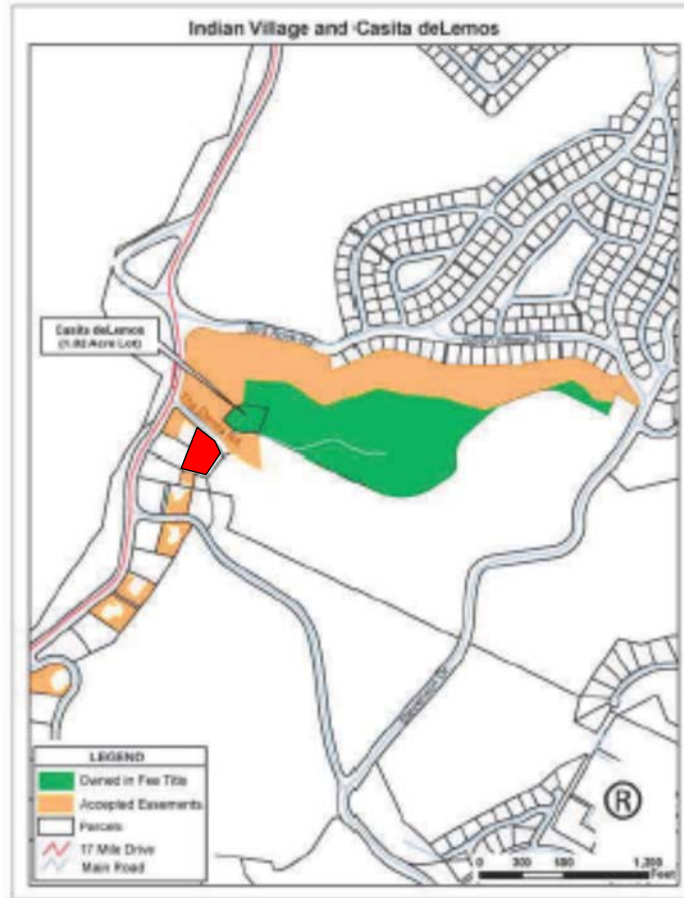 Indian Village and Casita deLemos
Casita deLemos
(1.02 Acre Lot)
LEGEND
Owned in Fee Title
Accepted Easements
Parcels
17 Mile Drive
Main Road
®
0 300 600 1,200
Feet